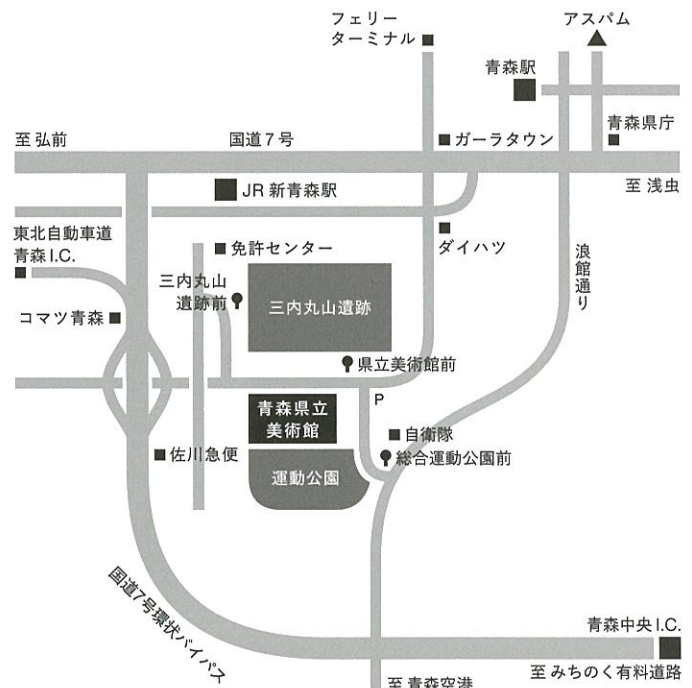 フェリー
ターミナル
アスパム
青森駅
青森県庁
至 弘前
国道7号
ガーラタウン
至 浅虫
JR 新青森駅
東北自動車道
青森 I.C.
免許センター
ダイハツ
浪館通り
三内丸山
遺跡前
三内丸山遺跡
コマツ青森
県立美術館前
P
青森県立
美術館
自衛隊
佐川急便
総合運動公園前
運動公園
国道7号環状バイパス
青森中央 I.C.
至 みちのく有料道路
至 青森空港